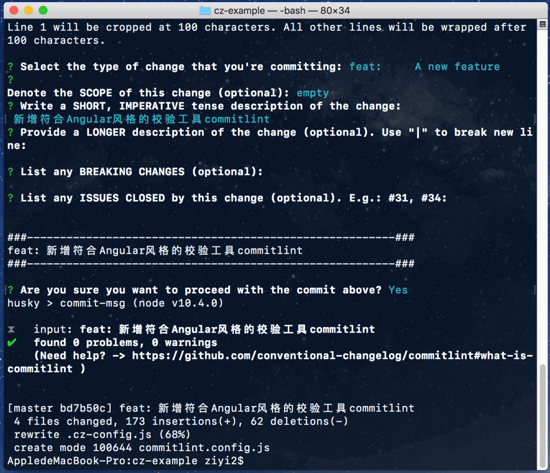 cz-example — -bash — 80×34
Line 1 will be cropped at 100 characters. All other lines will be wrapped after
100 characters.
? Select the type of change that you're committing: feat:     A new feature
?
Denote the SCOPE of this change (optional): empty
? Write a SHORT, IMPERATIVE tense description of the change:
新增符合Angular风格的校验工具commitlint
? Provide a LONGER description of the change (optional). Use "|" to break new li
ne:
? List any BREAKING CHANGES (optional):
? List any ISSUES CLOSED by this change (optional). E.g.: #31, #34:
###--------------------------------------------------------###
feat: 新增符合Angular风格的校验工具commitlint
###--------------------------------------------------------###
? Are you sure you want to proceed with the commit above? Yes
husky > commit-msg (node v10.4.0)
⧗   input: feat: 新增符合Angular风格的校验工具commitlint
✔   found 0 problems, 0 warnings
(Need help? -> https://github.com/conventional-changelog/commitlint#what-is-
commitlint )
[master bd7b50c] feat: 新增符合Angular风格的校验工具commitlint
4 files changed, 173 insertions(+), 62 deletions(-)
rewrite .cz-config.js (68%)
create mode 100644 commitlint.config.js
AppledeMacBook-Pro:cz-example ziyi2$